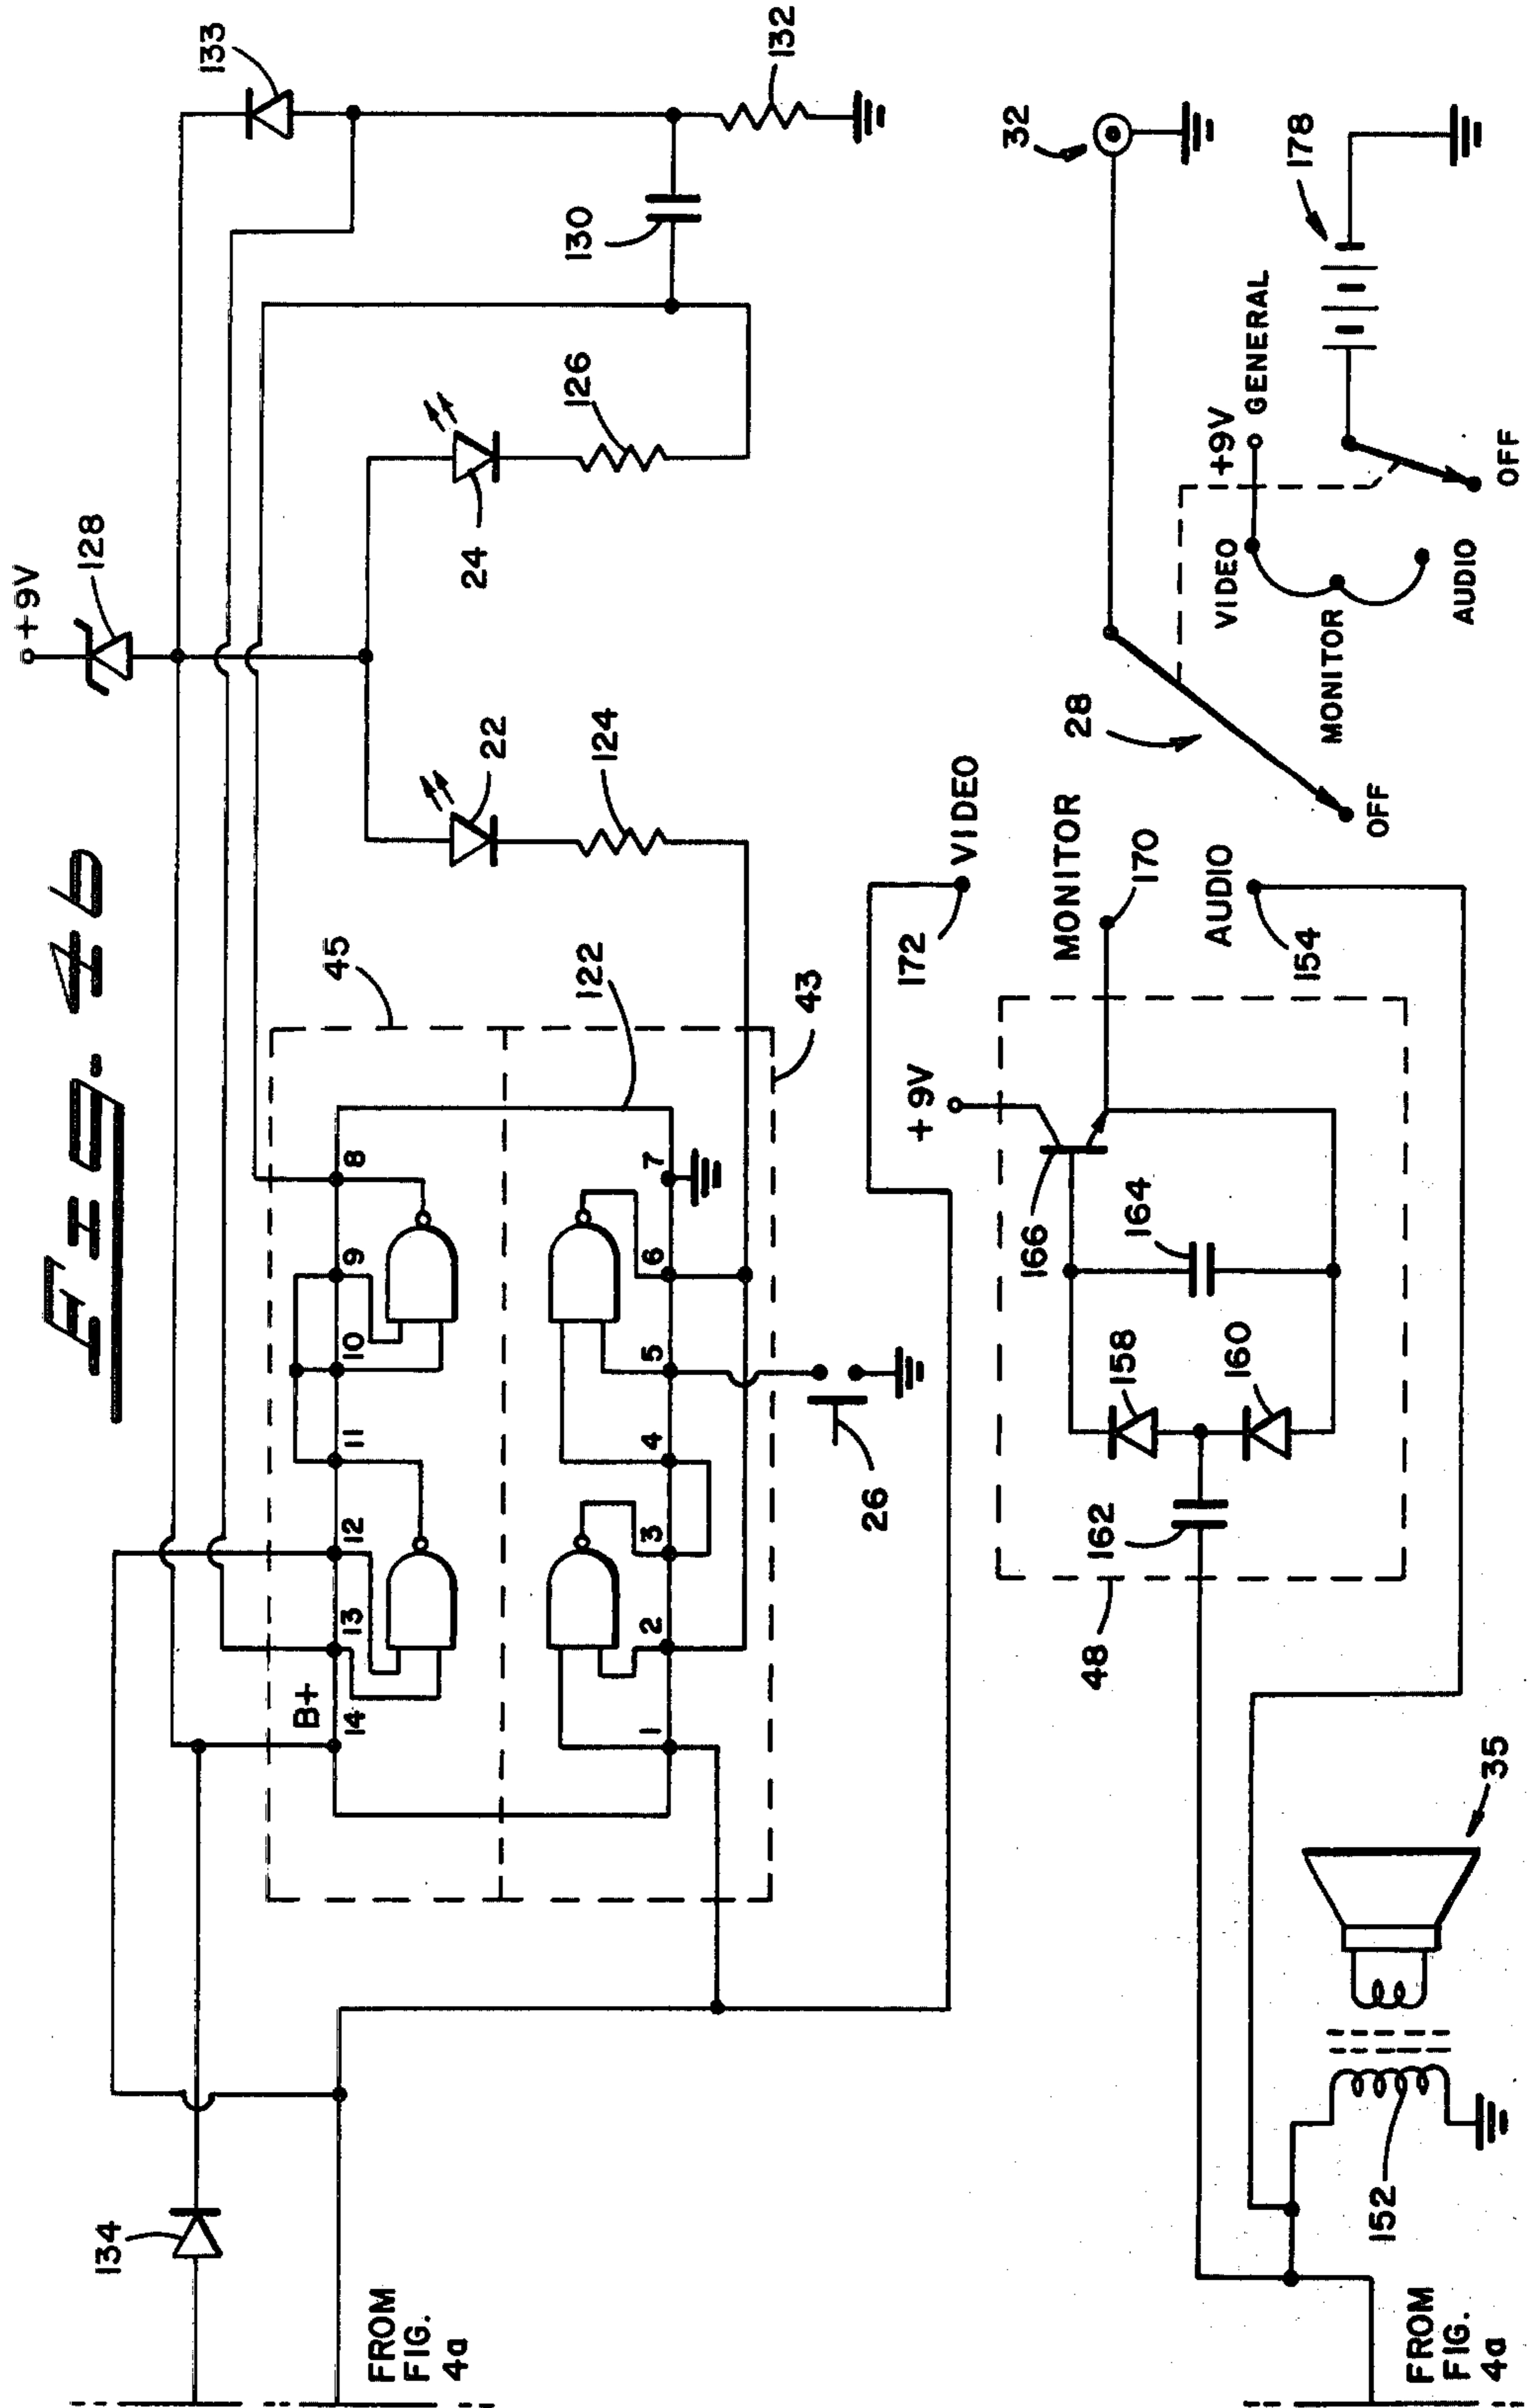 FIG. 4b
+9V
128
133
134
45
22
24
126
130
132
124
B+
14
13
12
11
10
9
8
122
1
2
3
4
5
6
7
43
26
FROM
FIG.
4a
172
VIDEO
+9V
166
MONITOR
170
164
158
160
162
48
AUDIO
154
28
OFF
32
VIDEO
+9V
GENERAL
MONITOR
AUDIO
OFF
178
35
152
FROM
FIG.
4a